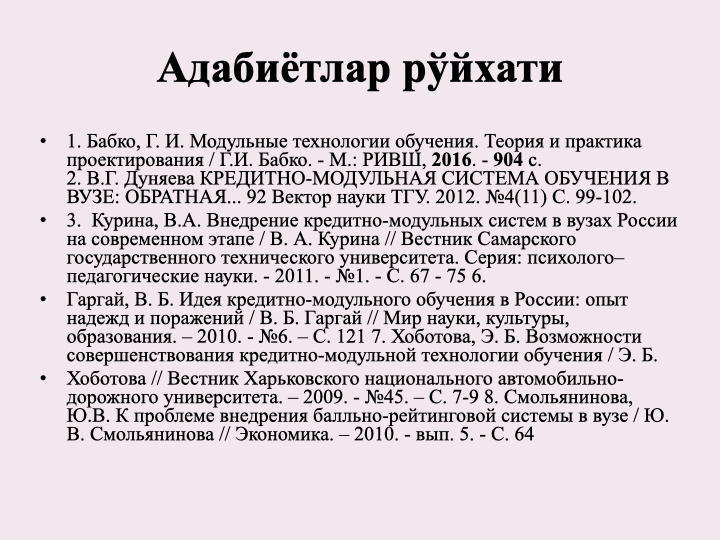 Адабиётлар рўйхати
• 1. Бабко, Г. И. Модульные технологии обучения. Теория и практика
проектирования / Г.И. Бабко. - М.: РИВШ, 2016. - 904 с.
2. В.Г. Дуняева КРЕДИТНО-МОДУЛЬНАЯ СИСТЕМА ОБУЧЕНИЯ В
ВУЗЕ: ОБРАТНАЯ... 92 Вектор науки ТГУ. 2012. №4(11) С. 99-102.
• 3. Курина, В.А. Внедрение кредитно-модульных систем в вузах России
на современном этапе / В. А. Курина // Вестник Самарского
государственного технического университета. Серия: психолого–
педагогические науки. - 2011. - №1. - С. 67 - 75 6.
• Гаргай, В. Б. Идея кредитно-модульного обучения в России: опыт
надежд и поражений / В. Б. Гаргай // Мир науки, культуры,
образования. – 2010. - №6. – С. 121 7. Хоботова, Э. Б. Возможности
совершенствования кредитно-модульной технологии обучения / Э. Б.
• Хоботова // Вестник Харьковского национального автомобильно-
дорожного университета. – 2009. - №45. – С. 7-9 8. Смольянинова,
Ю.В. К проблеме внедрения балльно-рейтинговой системы в вузе / Ю.
В. Смольянинова // Экономика. – 2010. - вып. 5. - С. 64